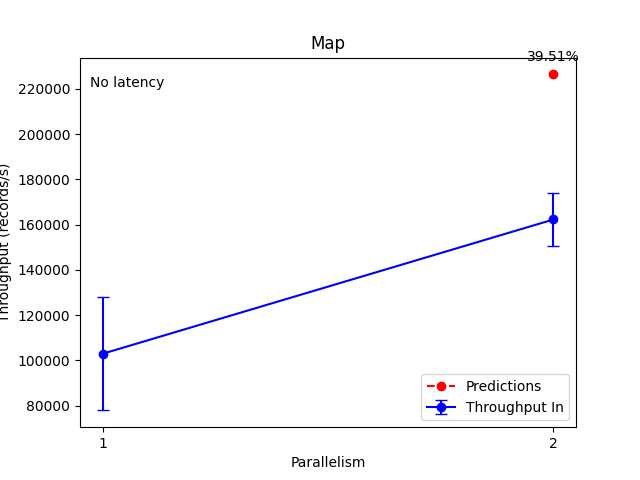 Map
39.51%
No latency
220000
200000
180000
160000
140000
120000
100000
80000
Throughput (records/s)
Predictions
Throughput In
1
2
Parallelism